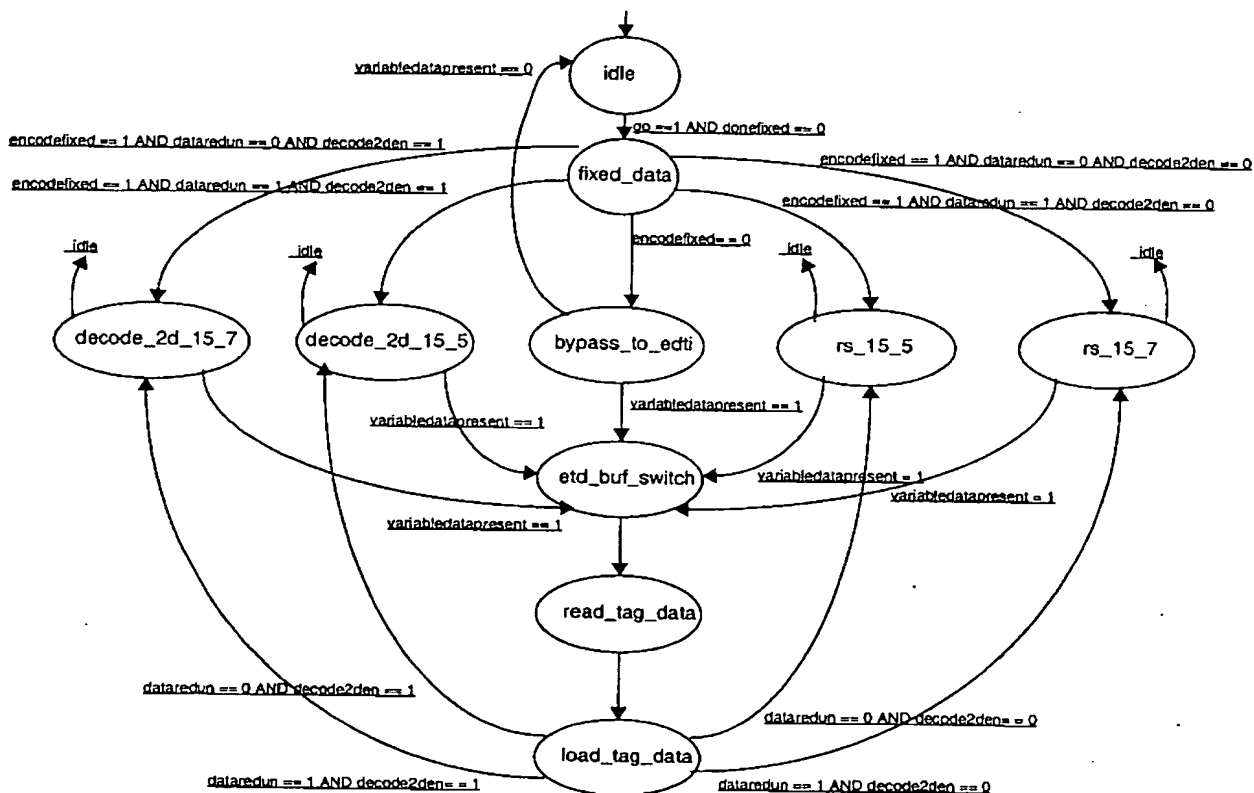 idle
variabledatapresent == 0
go ==1 AND donefixed == 0
encodefixed == 1 AND dataredun == 0 AND decode2den == 1
encodefixed == 1 AND dataredun == 0 AND decode2den == 0
fixed_data
encodefixed == 1 AND dataredun == 1 AND decode2den == 1
encodefixed == 1 AND dataredun == 1 AND decode2den == 0
encodefixed== 0
_idle
_idle
_idle
_idle
decode_2d_15_7
decode_2d_15_5
bypass_to_edti
rs_15_5
rs_15_7
variabledatapresent == 1
variabledatapresent == 1
etd_buf_switch
variabledatapresent = 1
variabledatapresent = 1
variabledatapresent == 1
read_tag_data
dataredun == 0 AND decode2den == 1
dataredun == 0 AND decode2den= = 0
load_tag_data
dataredun == 1 AND decode2den= = 1
dataredun == 1 AND decode2den == 0